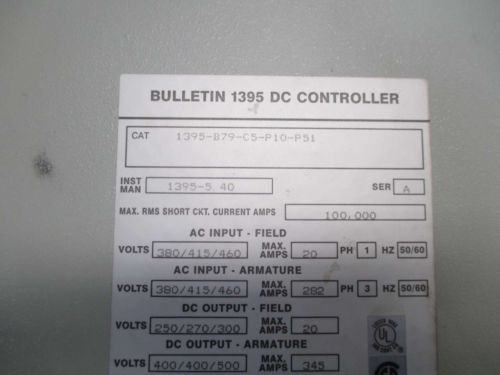 BULLETIN 1395 DC CONTROLLER
CAT 1395-B79-C5-P10-P51
INST MAN 1395-5.40 SER A
MAX. RMS SHORT CKT. CURRENT AMPS 100,000
AC INPUT - FIELD
VOLTS 380/415/460 MAX. AMPS 20 PH 1 HZ 50/60
AC INPUT - ARMATURE
VOLTS 380/415/460 MAX. AMPS 282 PH 3 HZ 50/60
DC OUTPUT - FIELD
VOLTS 250/270/300 MAX. AMPS 20
DC OUTPUT - ARMATURE
VOLTS 400/400/500 MAX. AMPS 345
UL